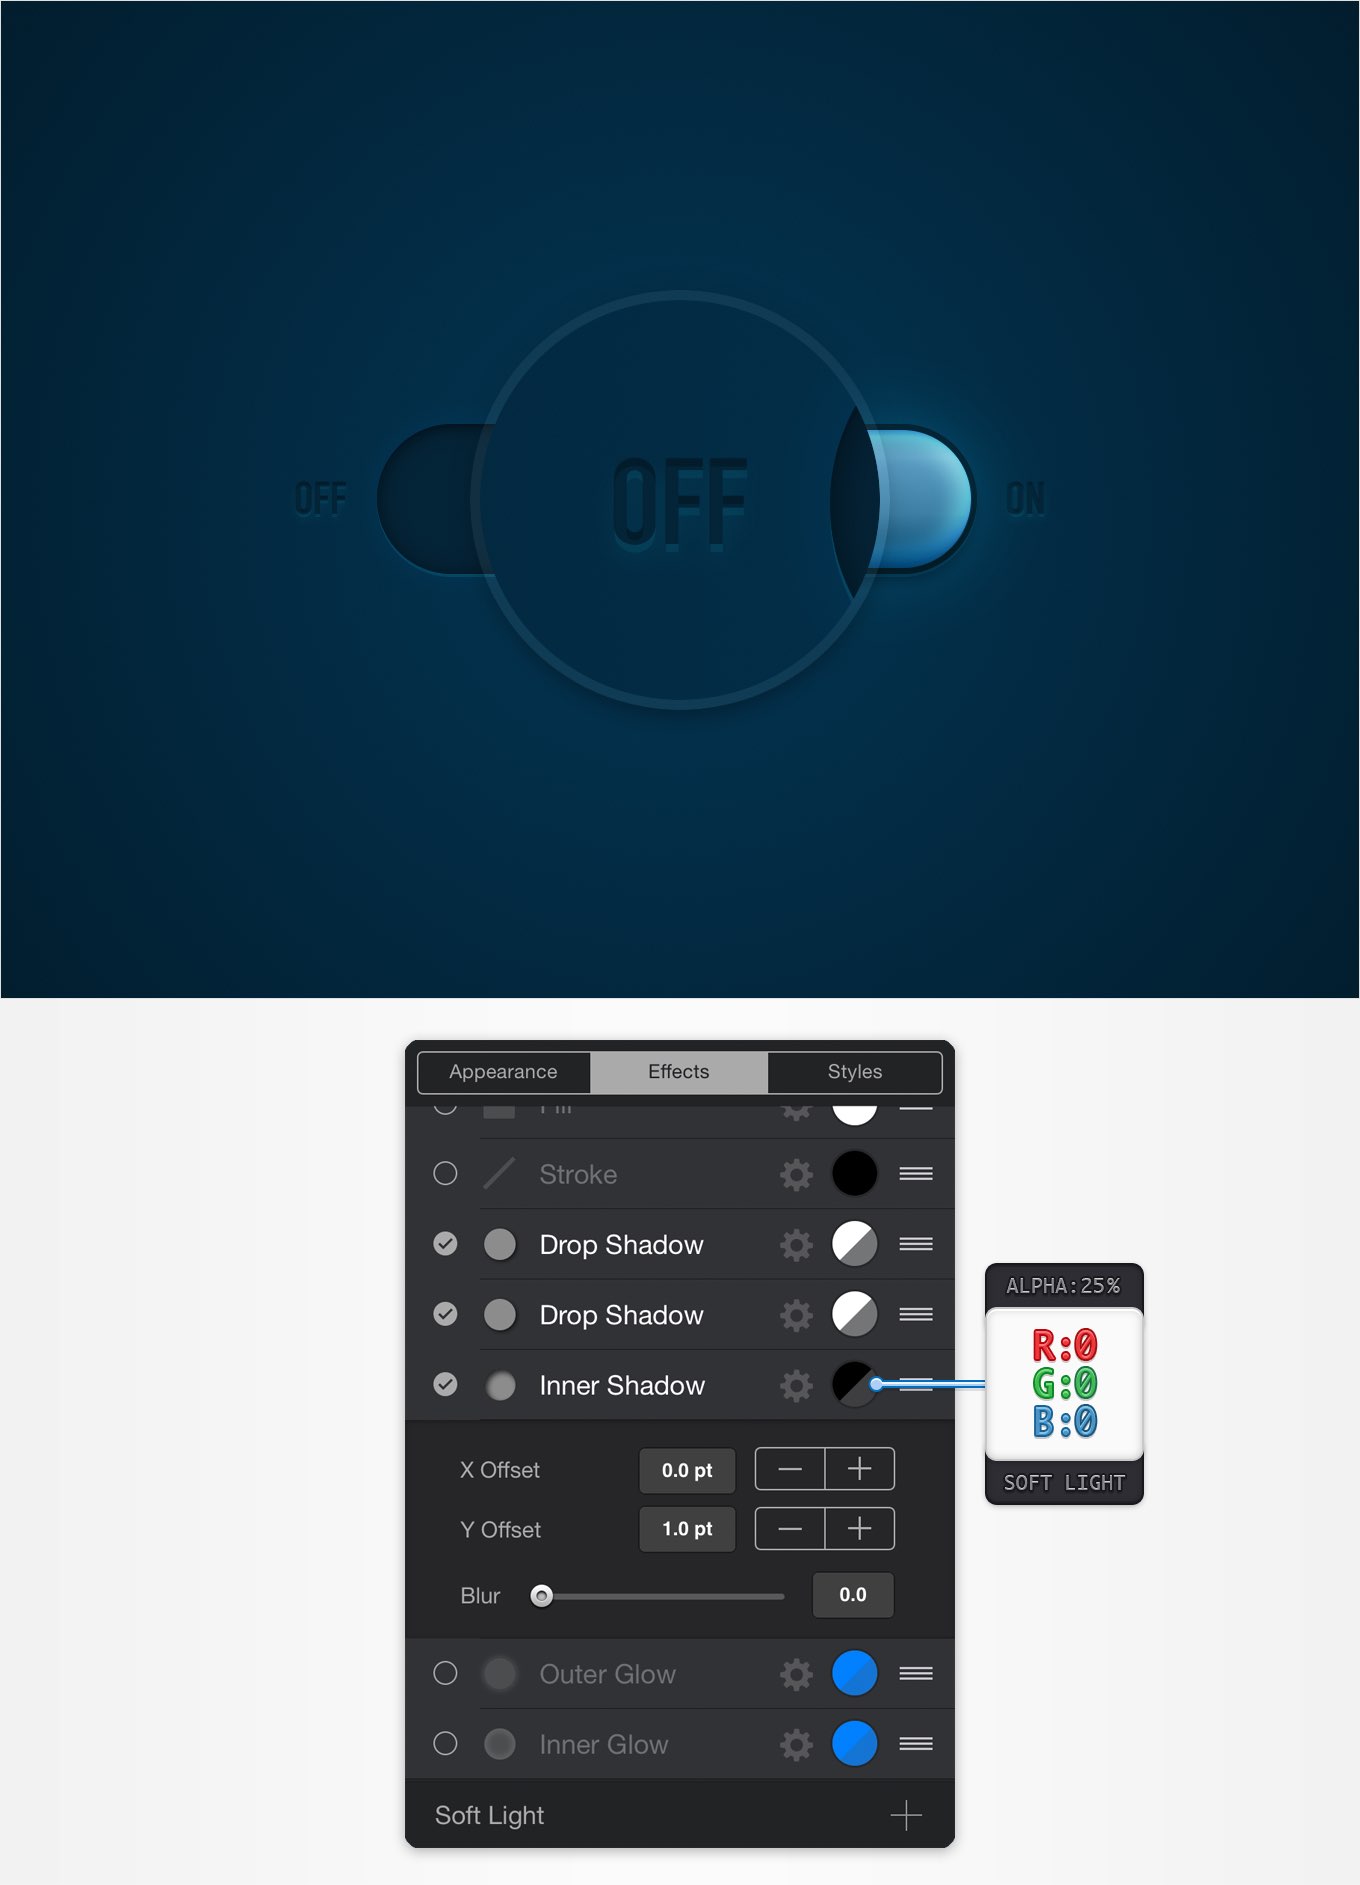 OFF
OFF
ON
Appearance
Effects
Styles
Fill
Stroke
Drop Shadow
Drop Shadow
Inner Shadow
ALPHA:25%
R:0
G:0
B:0
SOFT LIGHT
X Offset
0.0 pt
Y Offset
1.0 pt
Blur
0.0
Outer Glow
Inner Glow
Soft Light